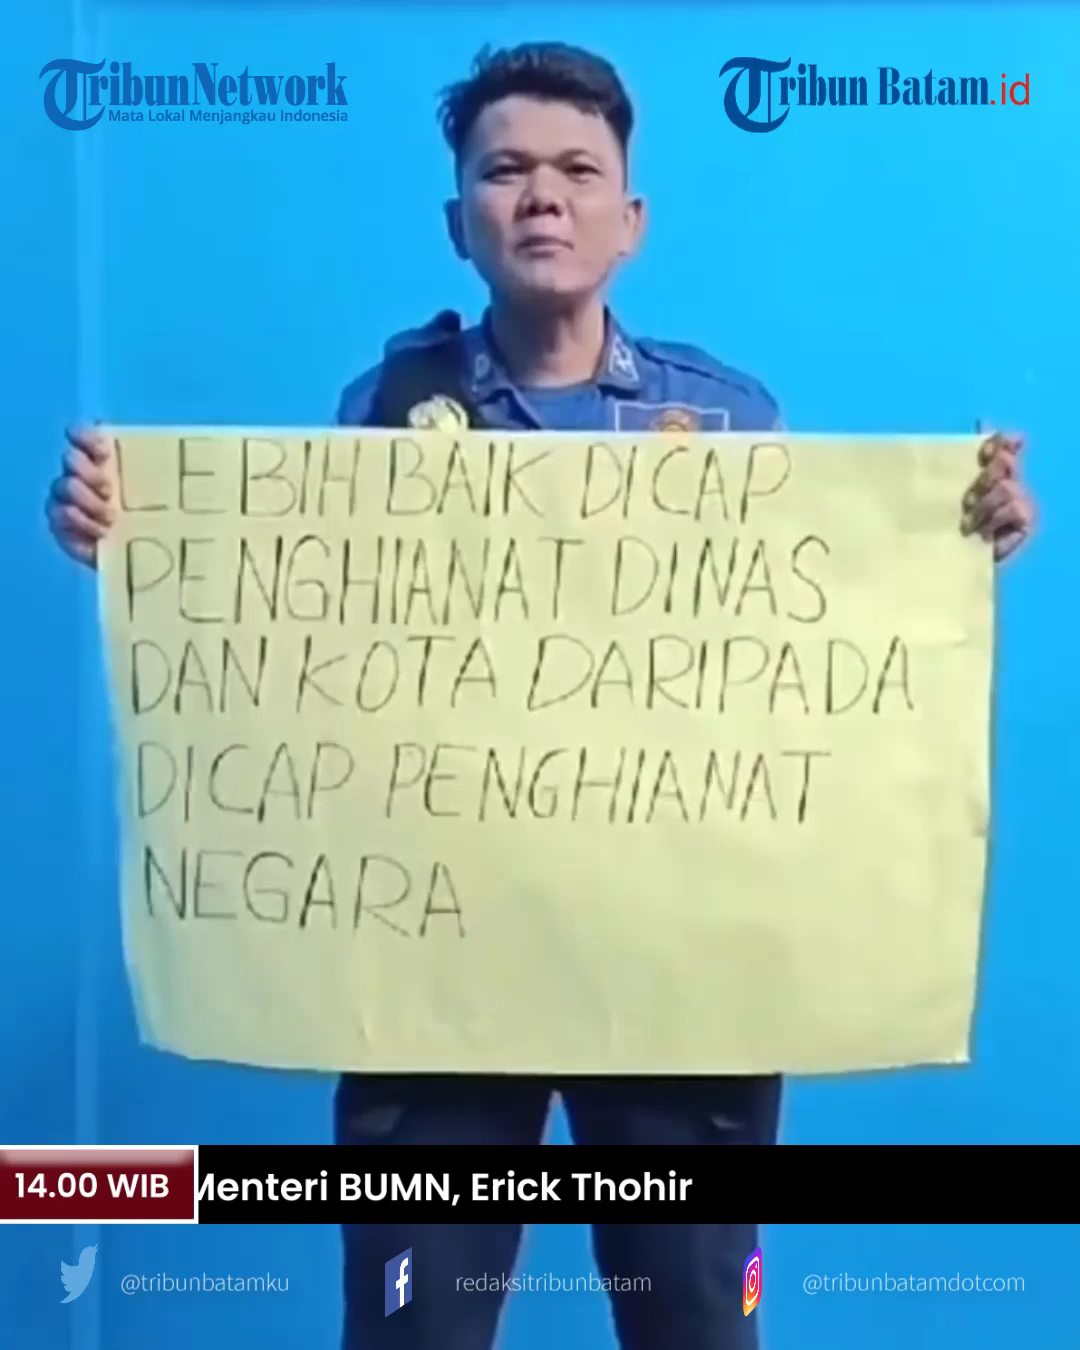 TribunNetwork
Mata Lokal Menjangkau Indonesia
Tribun Batam.id
LEBIH BAIK DICAP
PENGHIANAT DINAS
DAN KOTA DARIPADA
DICAP PENGHIANAT
NEGARA
14.00 WIB
Menteri BUMN, Erick Thohir
@tribunbatamku
redaksitribunbatam
@tribunbatamdotcom